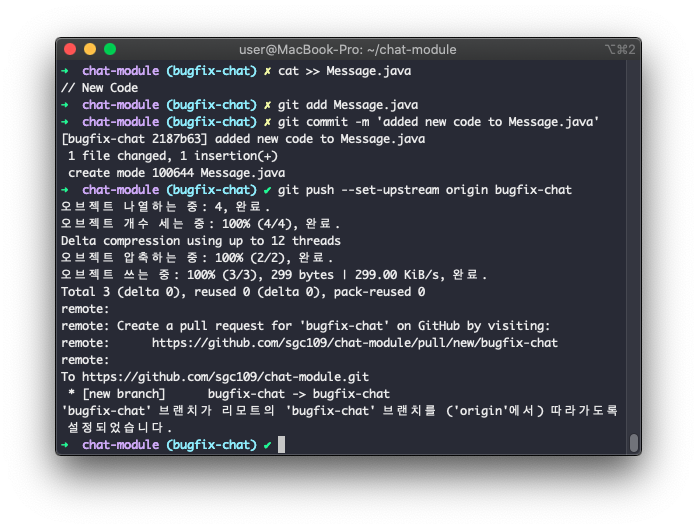 user@MacBook-Pro: ~/chat-module ⌥⌘2
➜ chat-module (bugfix-chat) ✗ cat >> Message.java
// New Code
➜ chat-module (bugfix-chat) ✗ git add Message.java
➜ chat-module (bugfix-chat) ✗ git commit -m 'added new code to Message.java'
[bugfix-chat 2187b63] added new code to Message.java
1 file changed, 1 insertion(+)
create mode 100644 Message.java
➜ chat-module (bugfix-chat) ✔ git push --set-upstream origin bugfix-chat
오브젝트 나열하는 중: 4, 완료.
오브젝트 개수 세는 중: 100% (4/4), 완료.
Delta compression using up to 12 threads
오브젝트 압축하는 중: 100% (2/2), 완료.
오브젝트 쓰는 중: 100% (3/3), 299 bytes | 299.00 KiB/s, 완료.
Total 3 (delta 0), reused 0 (delta 0), pack-reused 0
remote:
remote: Create a pull request for 'bugfix-chat' on GitHub by visiting:
remote:      https://github.com/sgc109/chat-module/pull/new/bugfix-chat
remote:
To https://github.com/sgc109/chat-module.git
* [new branch]      bugfix-chat -> bugfix-chat
'bugfix-chat' 브랜치가 리모트의 'bugfix-chat' 브랜치를 ('origin'에서) 따라가도록
설정되었습니다.
➜ chat-module (bugfix-chat) ✔